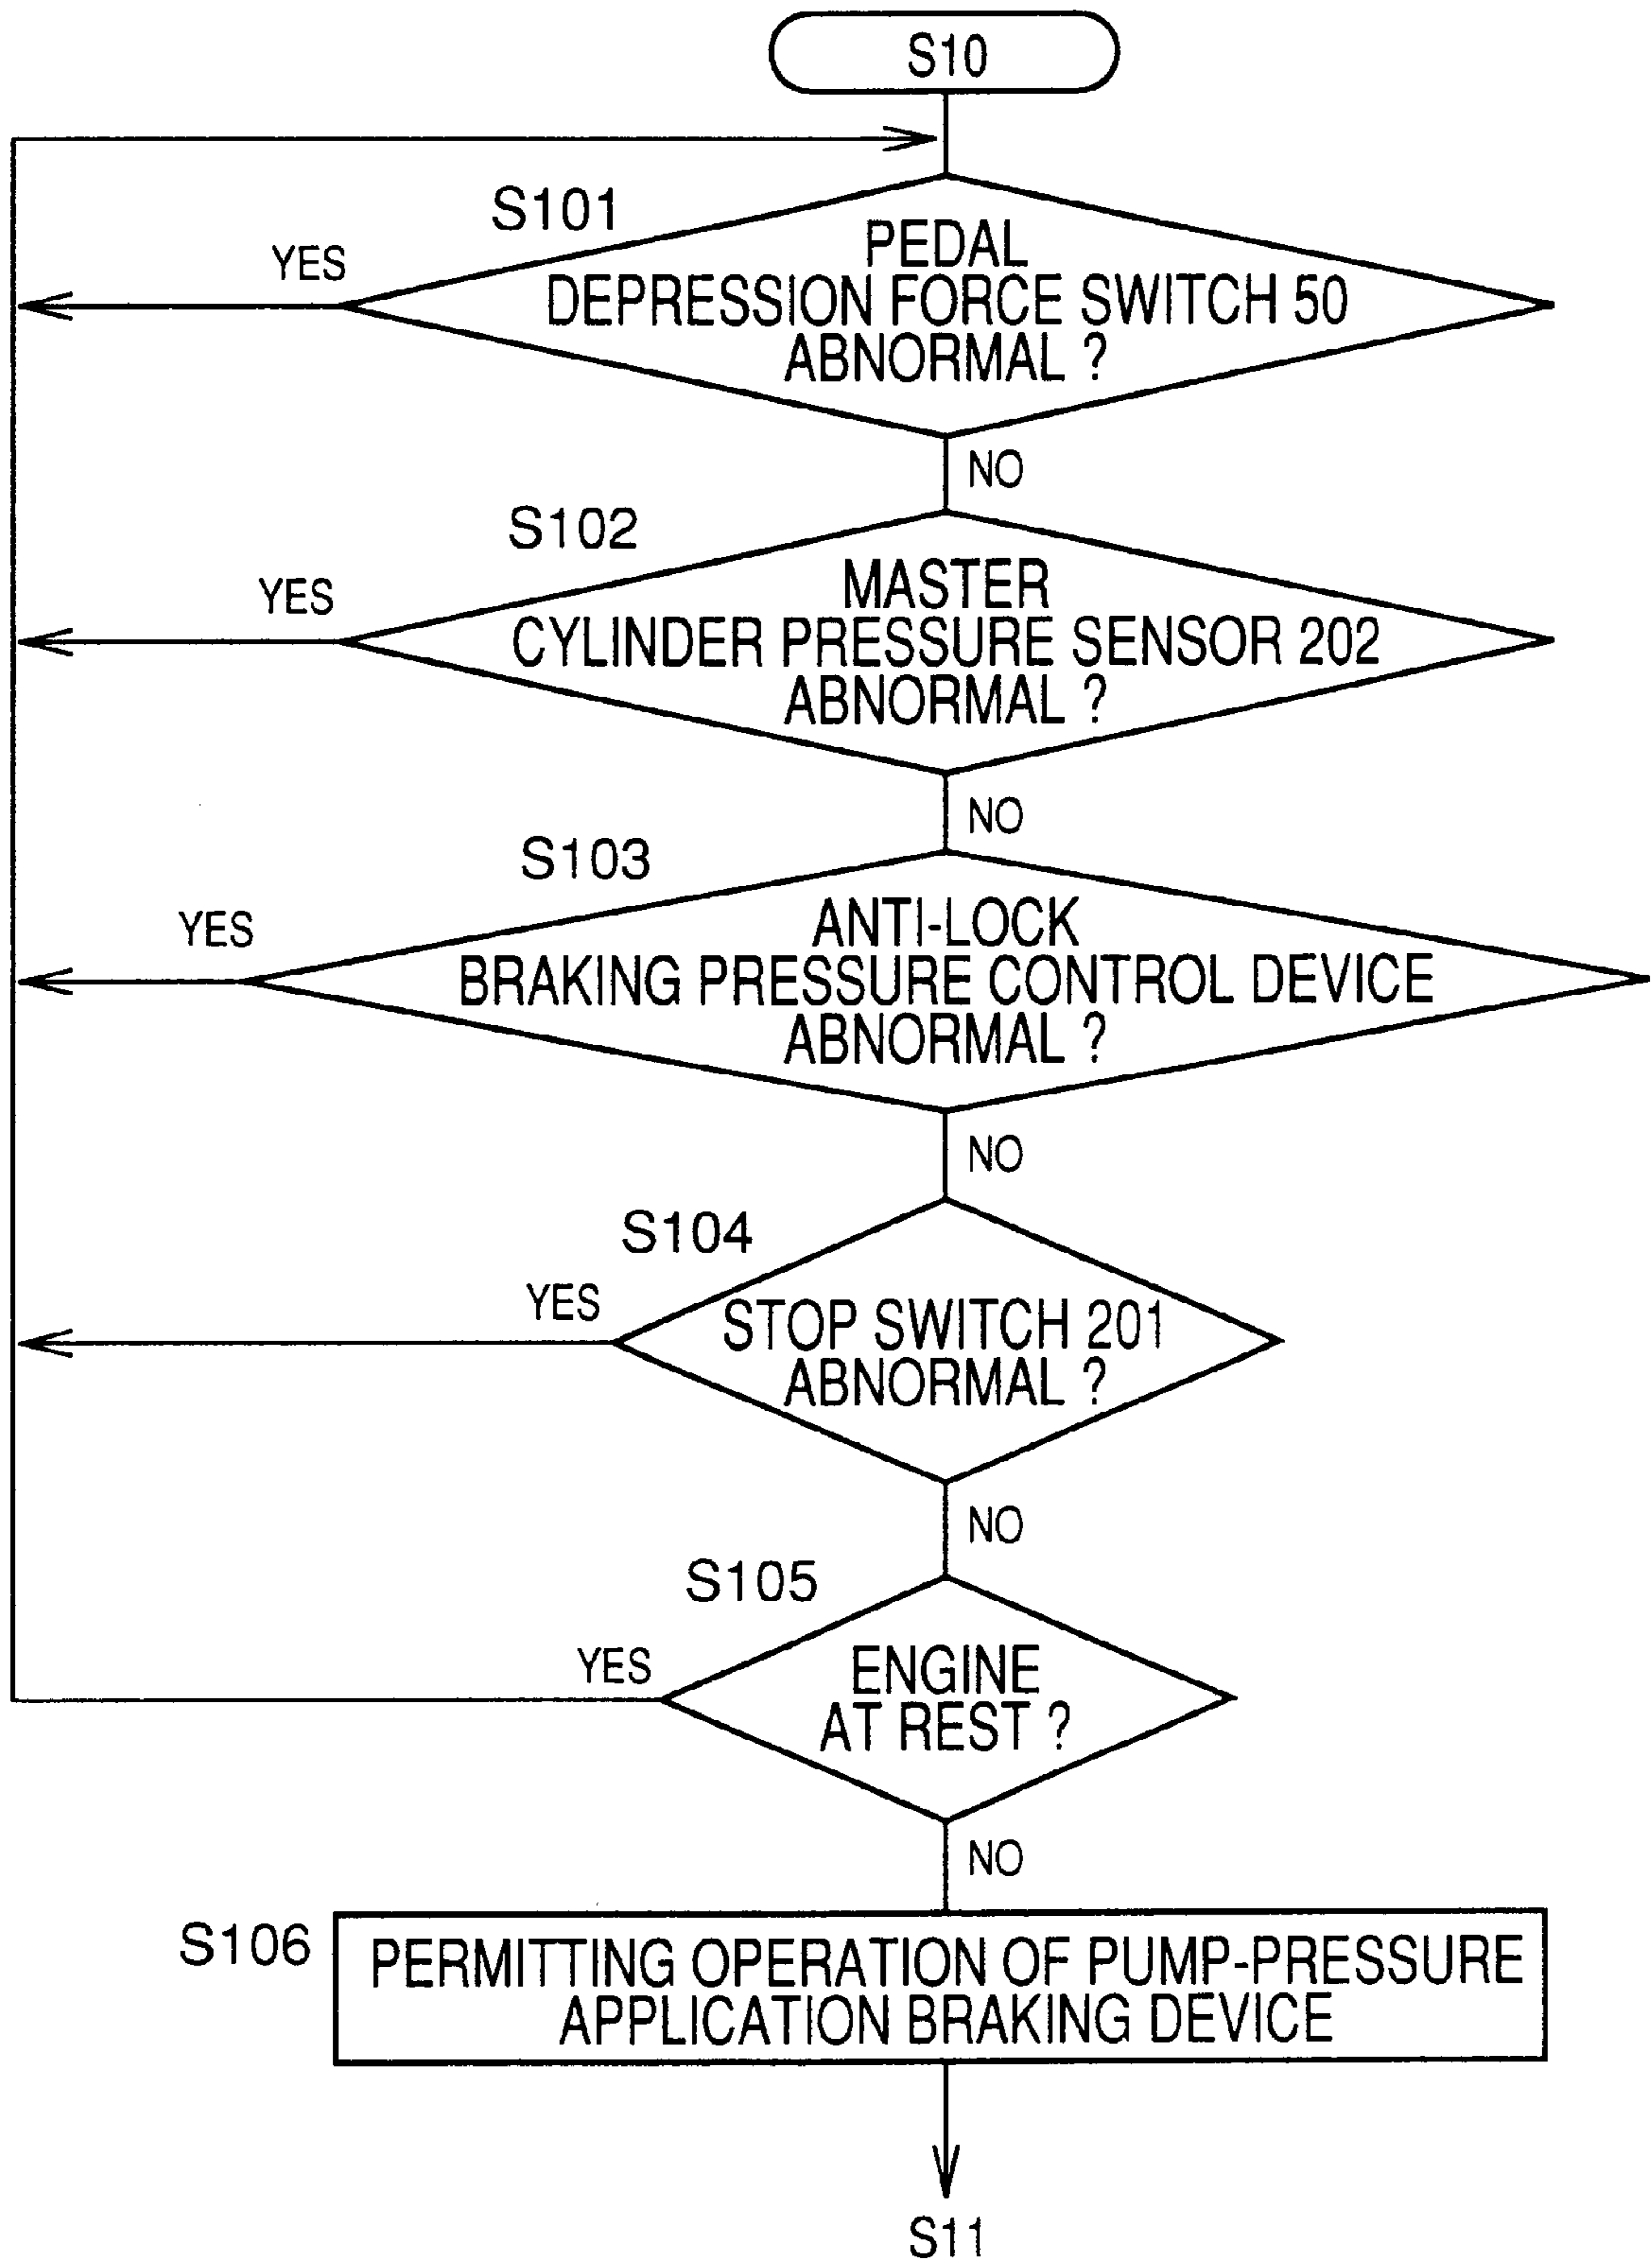 S10
S101
YES
PEDAL
DEPRESSION FORCE SWITCH 50
ABNORMAL ?
NO
S102
YES
MASTER
CYLINDER PRESSURE SENSOR 202
ABNORMAL ?
NO
S103
YES
ANTI-LOCK
BRAKING PRESSURE CONTROL DEVICE
ABNORMAL ?
NO
S104
YES
STOP SWITCH 201
ABNORMAL ?
NO
S105
YES
ENGINE
AT REST ?
NO
S106
PERMITTING OPERATION OF PUMP-PRESSURE
APPLICATION BRAKING DEVICE
S11